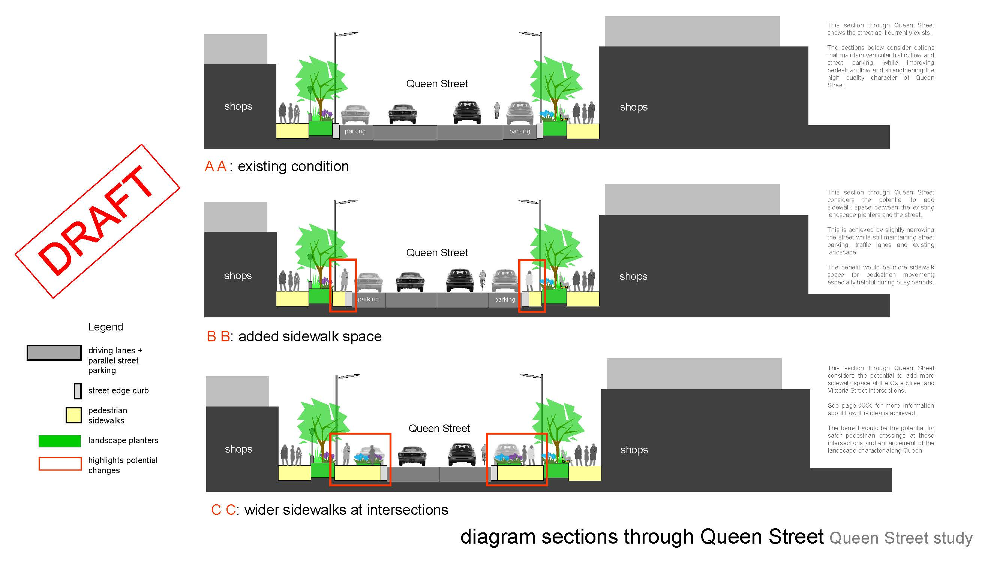 This section through Queen Street
shows the street as it currently exists.
The sections below consider options
that maintain vehicular traffic flow and
street parking, while improving
pedestrian flow and strengthening the
high quality character of Queen
Street.
Queen Street
shops
shops
parking
parking
A A : existing condition
DRAFT
This section through Queen Street
considers the potential to add
sidewalk space between the existing
landscape planters and the street.
This is achieved by slightly narrowing
the street while still maintaining street
parking, traffic lanes and existing
landscape
The benefit would be more sidewalk
space for pedestrian movement;
especially helpful during busy periods.
Queen Street
shops
shops
parking
parking
B B: added sidewalk space
Legend
driving lanes +
parallel street
parking
street edge curb
pedestrian
sidewalks
landscape planters
highlights potential
changes
This section through Queen Street
considers the potential to add more
sidewalk space at the Gate Street and
Victoria Street intersections.
See page XXX for more information
about how this idea is achieved.
The benefit would be the potential for
safer pedestrian crossings at these
intersections and enhancement of the
landscape character along Queen.
Queen Street
shops
shops
C C: wider sidewalks at intersections
diagram sections through Queen Street Queen Street study